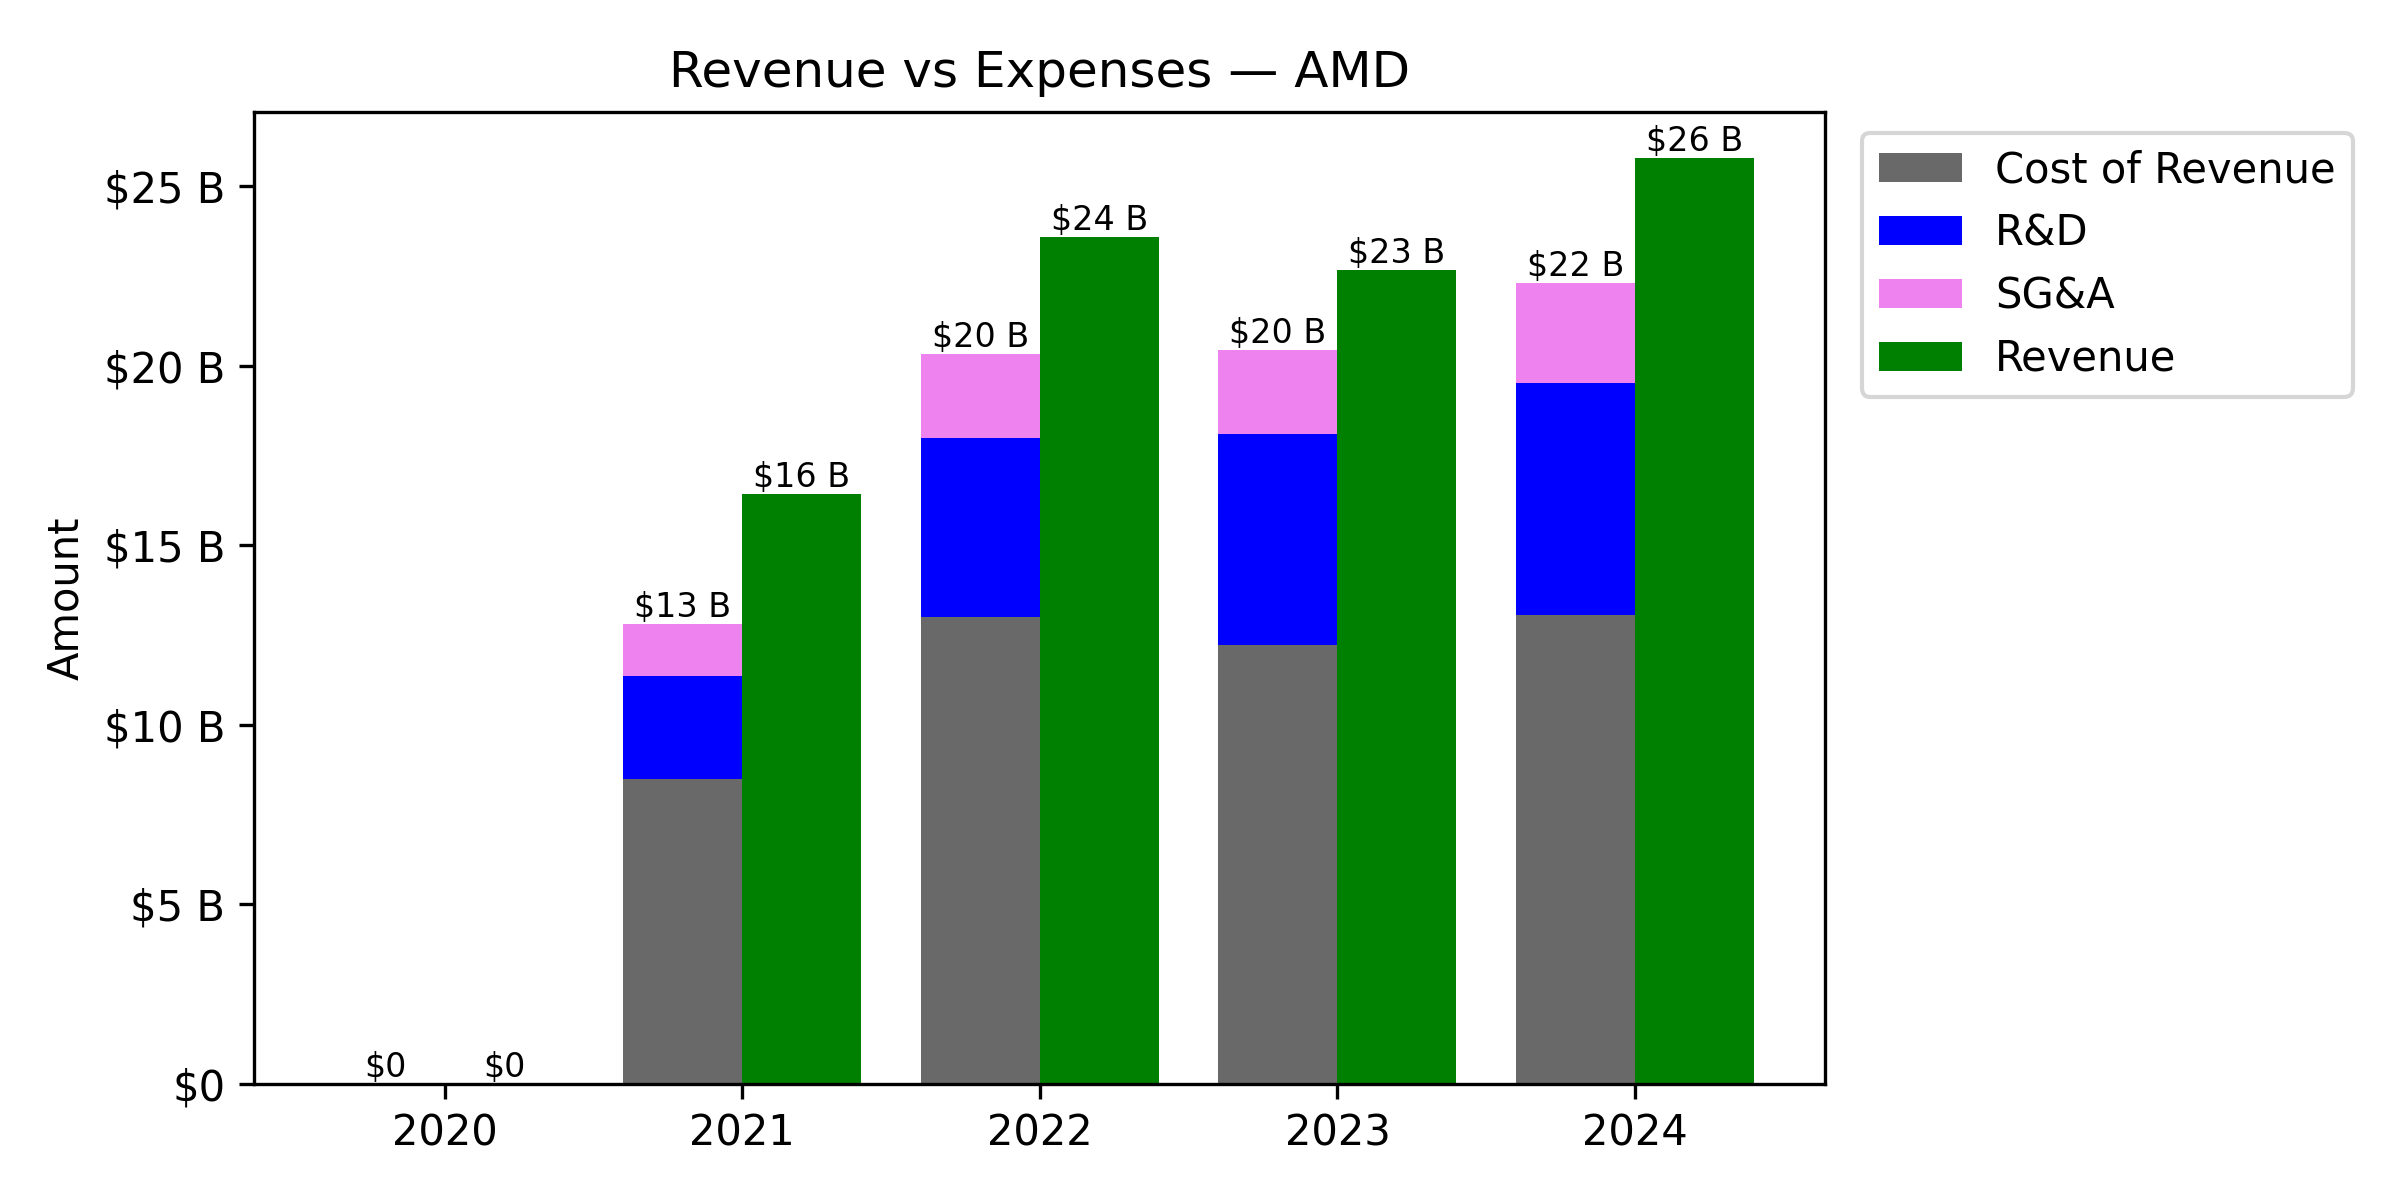 Revenue vs Expenses — AMD
Amount
$25 B
$20 B
$15 B
$10 B
$5 B
$0
$0
$0
$13 B
$16 B
$20 B
$24 B
$20 B
$23 B
$22 B
$26 B
2020
2021
2022
2023
2024
Cost of Revenue
R&D
SG&A
Revenue